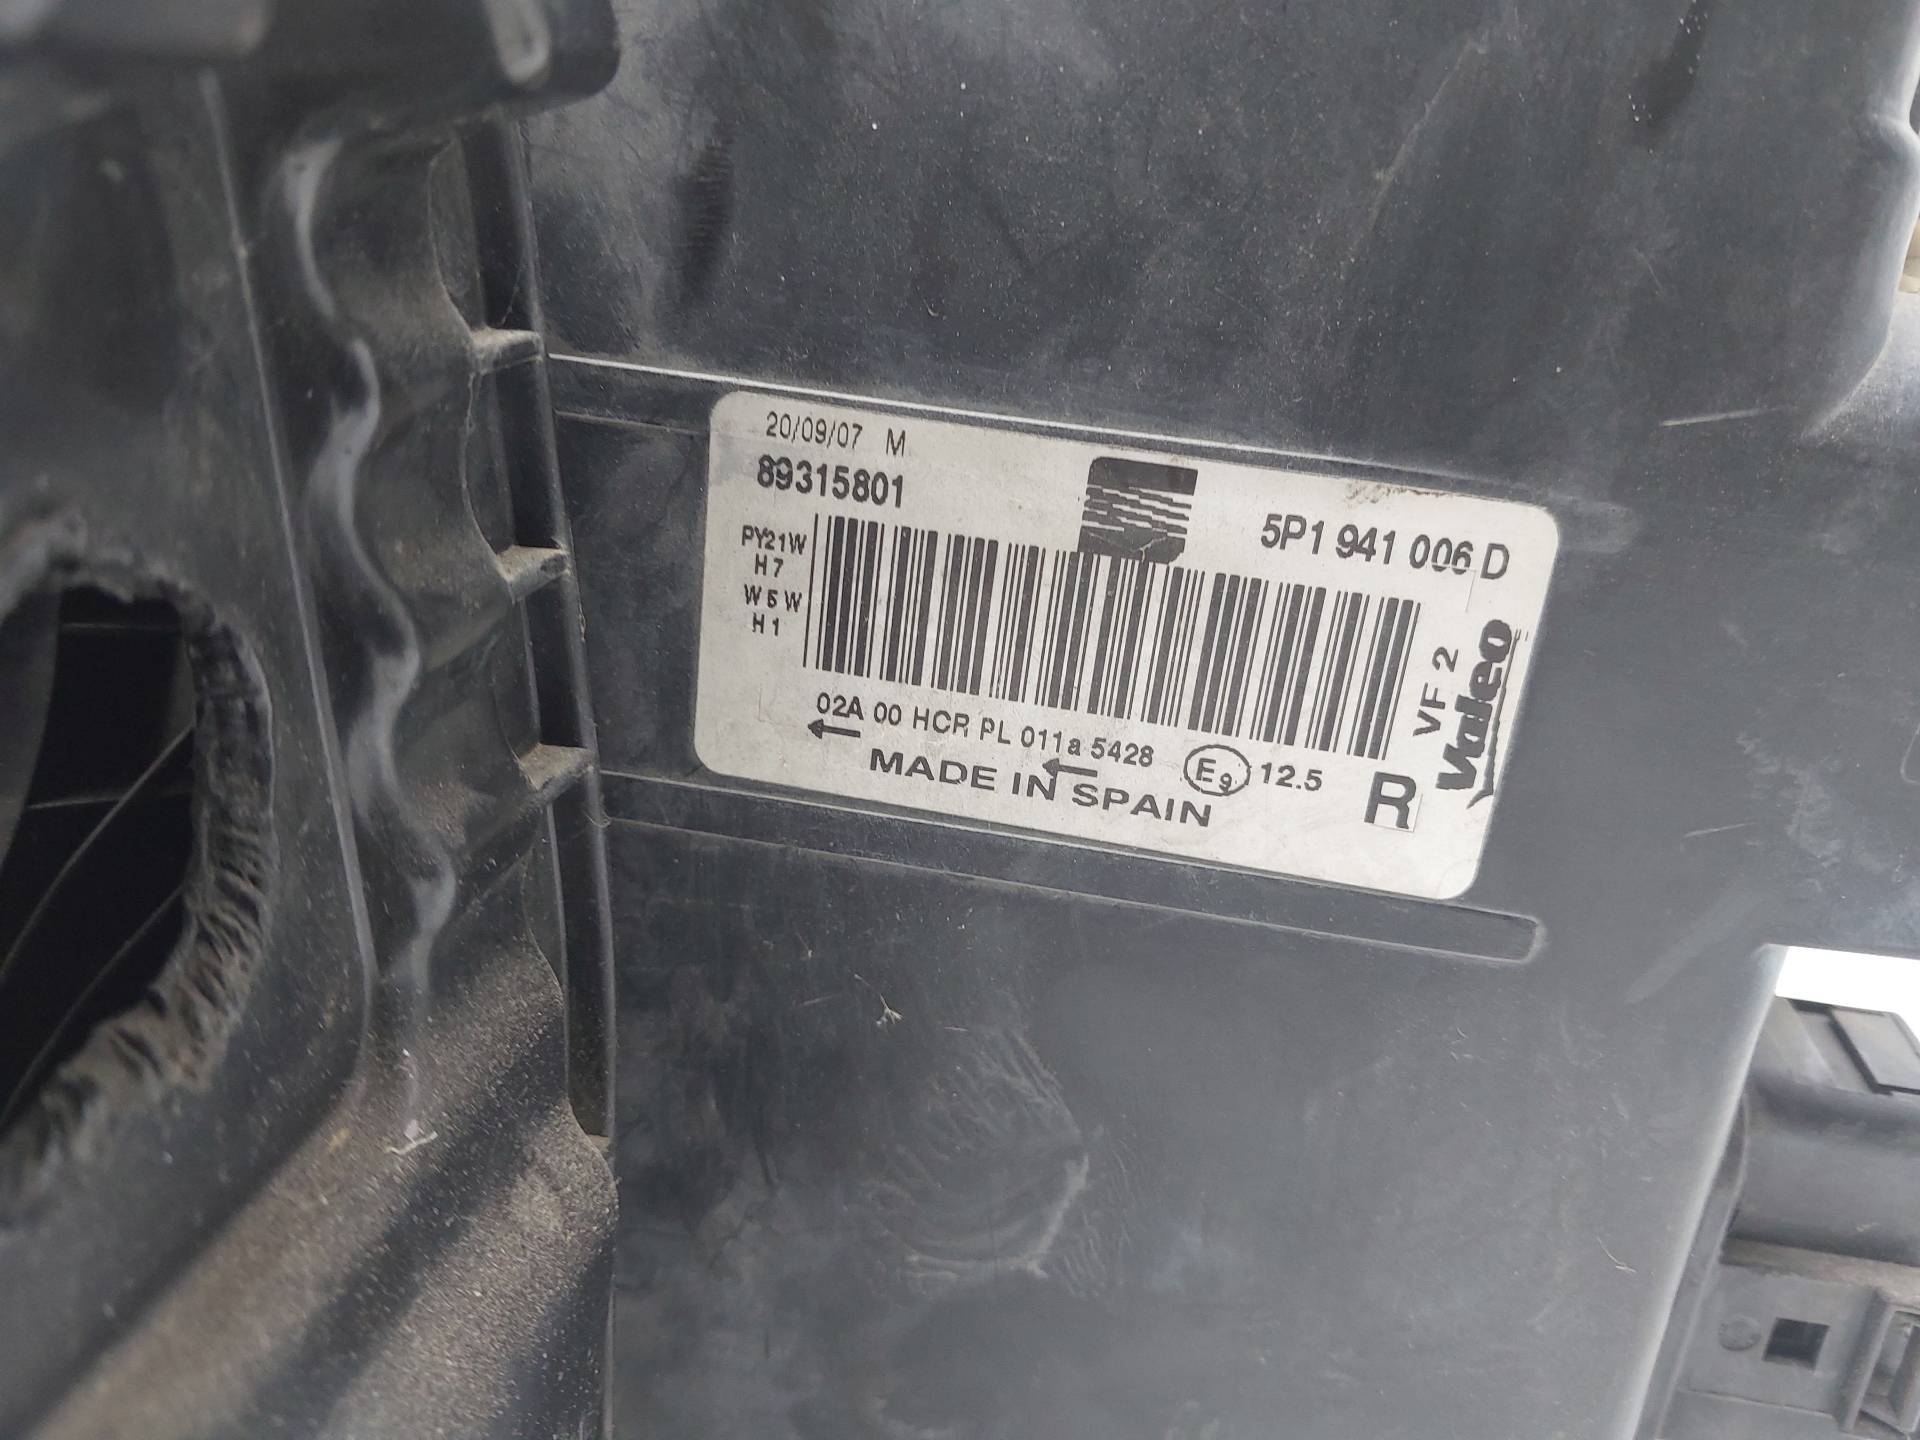 20/09/07 M
89315801
5P1 941 006 D
PY21W
H7
W5W
H1
VF 2
Valeo
02A 00 HCR PL 011a 5428
E9 12.5
MADE IN SPAIN
R